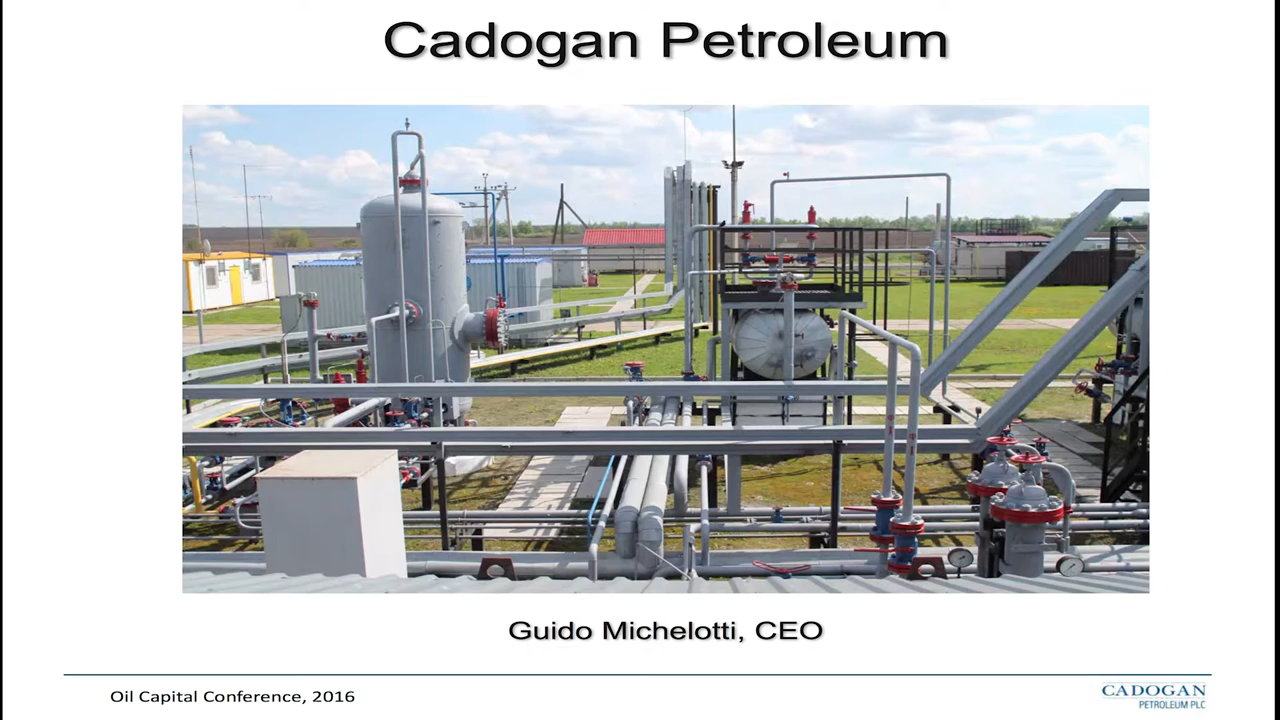 Cadogan Petroleum
Guido Michelotti, CEO
Oil Capital Conference, 2016
CADOGAN
PETROLEUM PLC